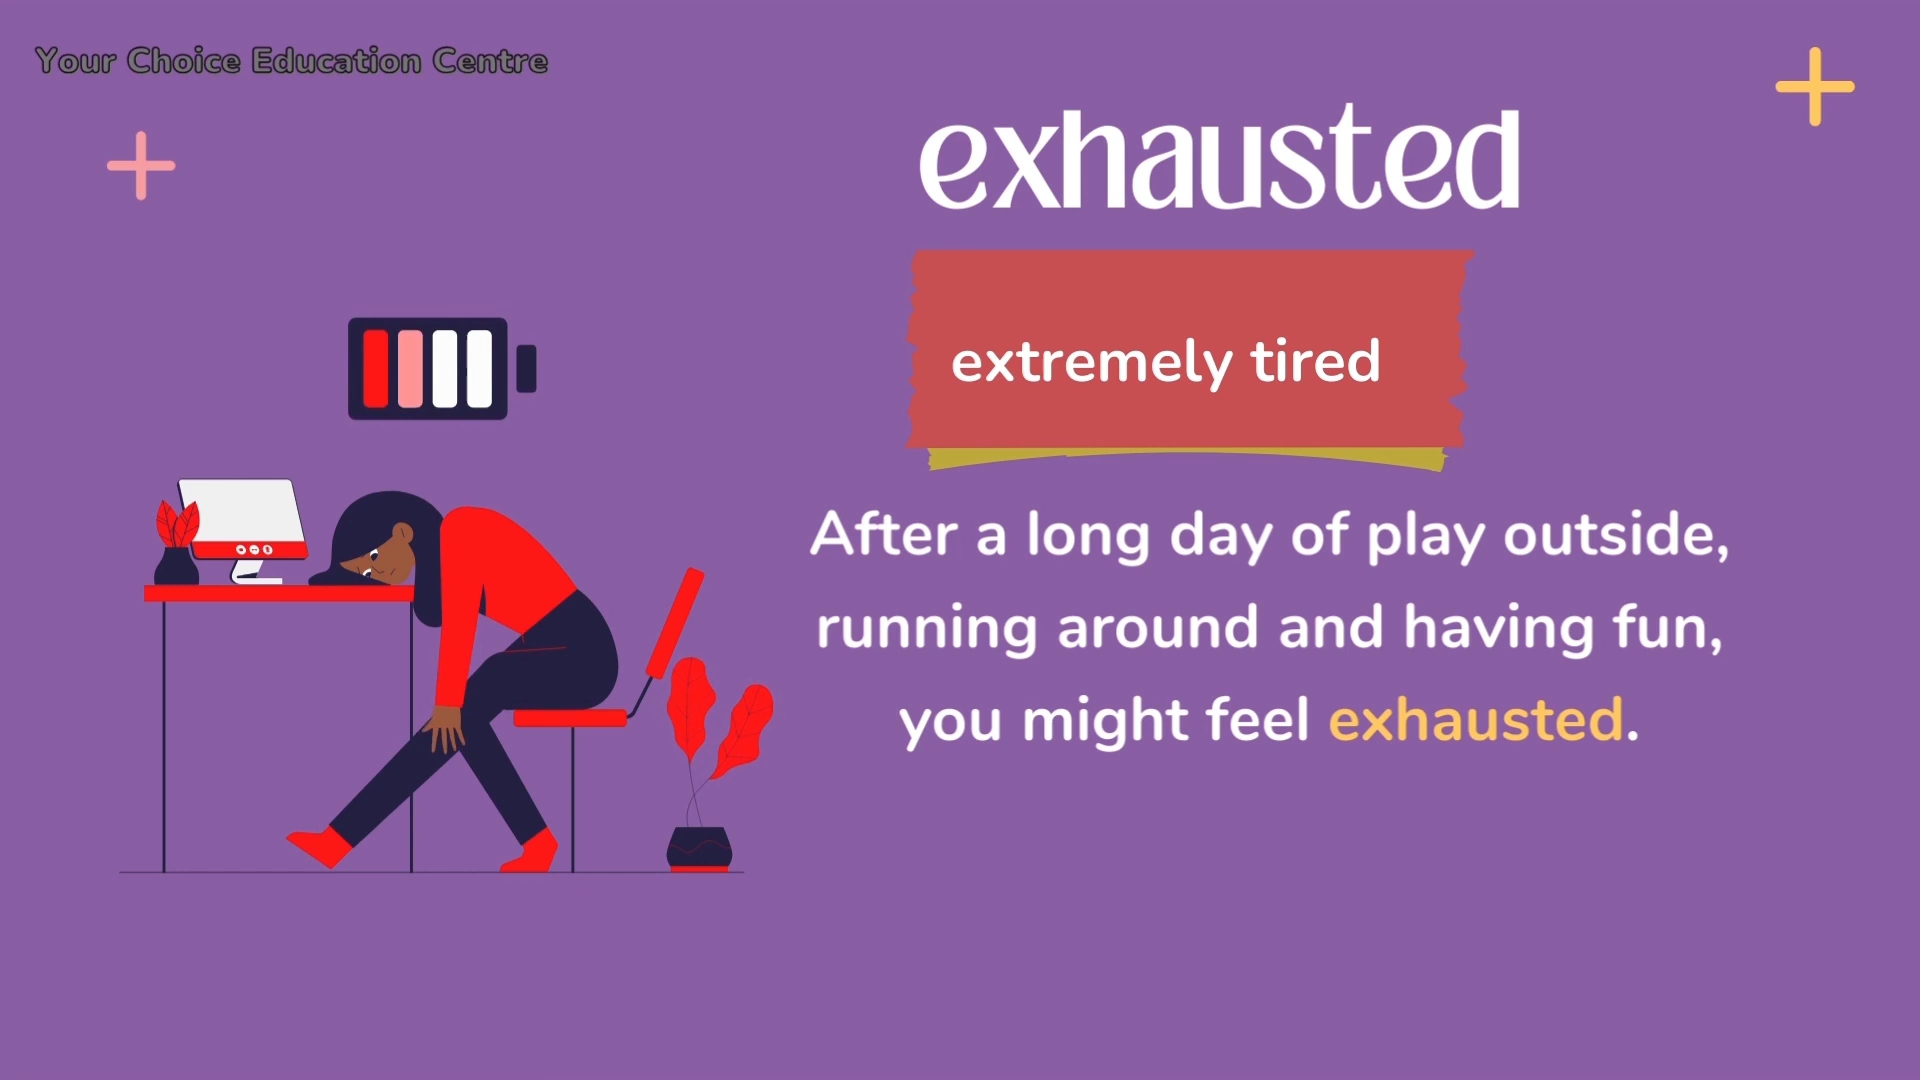 Your Choice Education Centre
exhausted
extremely tired
After a long day of play outside,
running around and having fun,
you might feel exhausted.